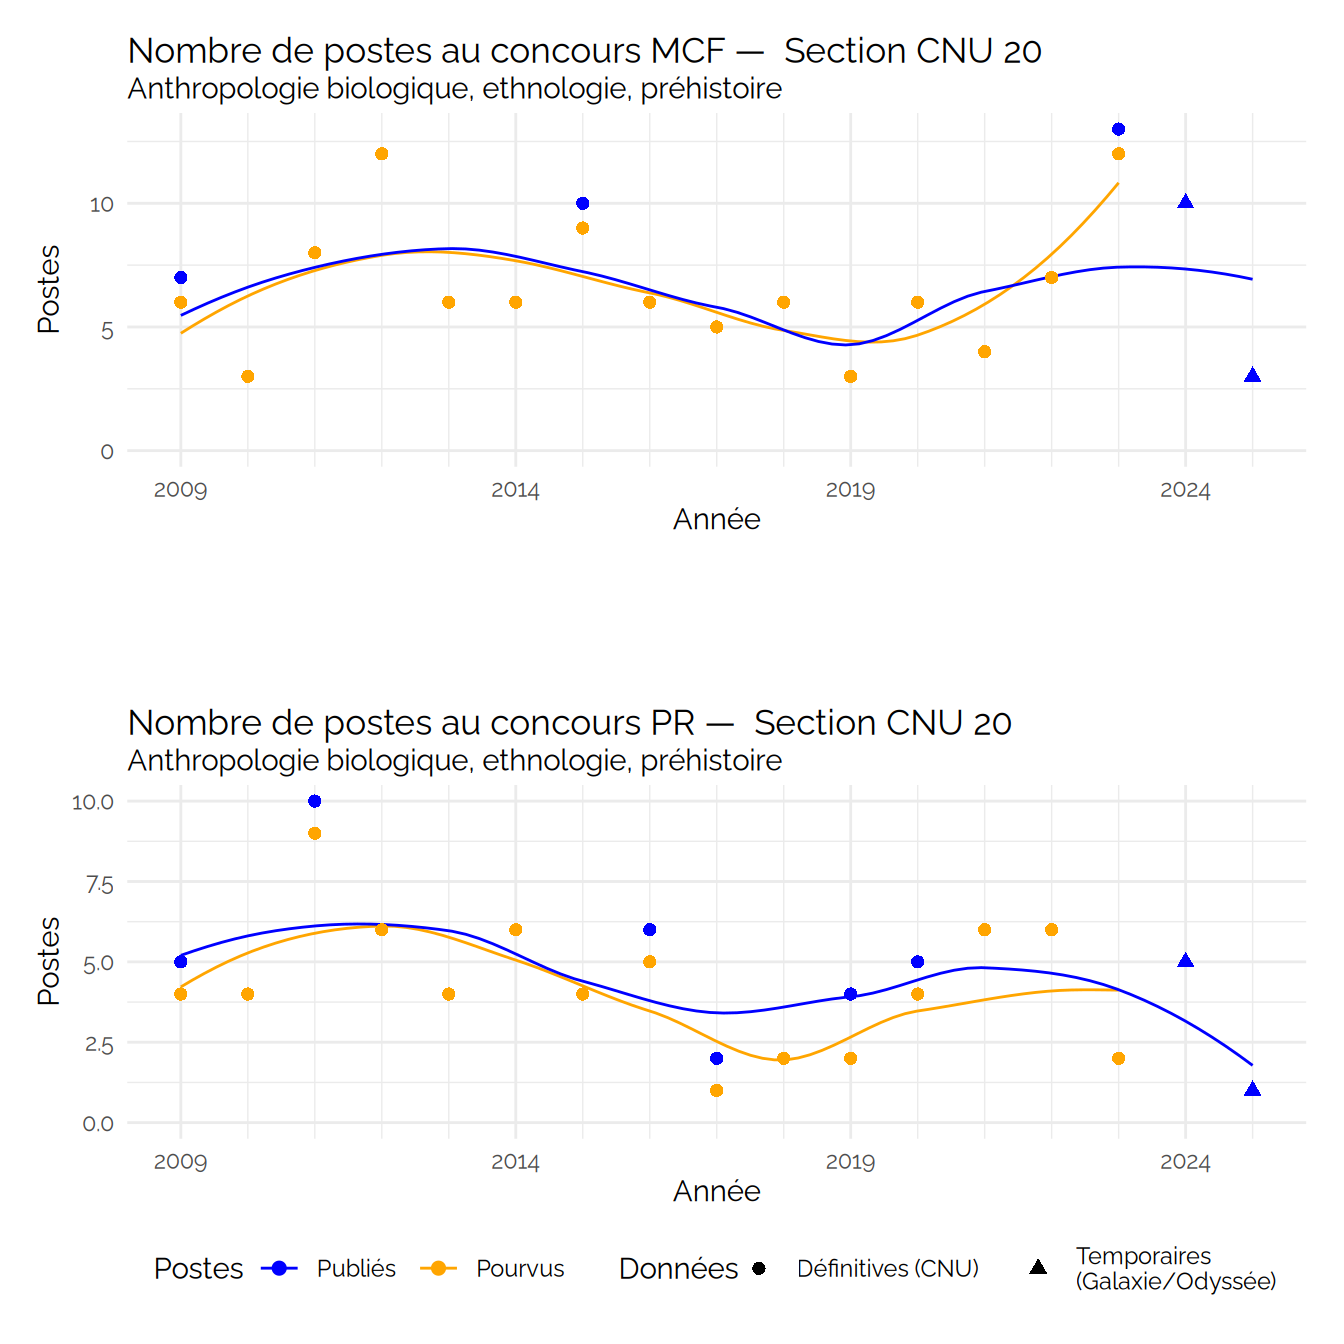 Nombre de postes au concours MCF — Section CNU 20
Anthropologie biologique, ethnologie, préhistoire
10
5
0
Postes
2009 2014 2019 2024
Année
Nombre de postes au concours PR — Section CNU 20
Anthropologie biologique, ethnologie, préhistoire
10.0
7.5
5.0
2.5
0.0
Postes
2009 2014 2019 2024
Année
Postes Publiés Pourvus Données Définitives (CNU) Temporaires
(Galaxie/Odyssée)